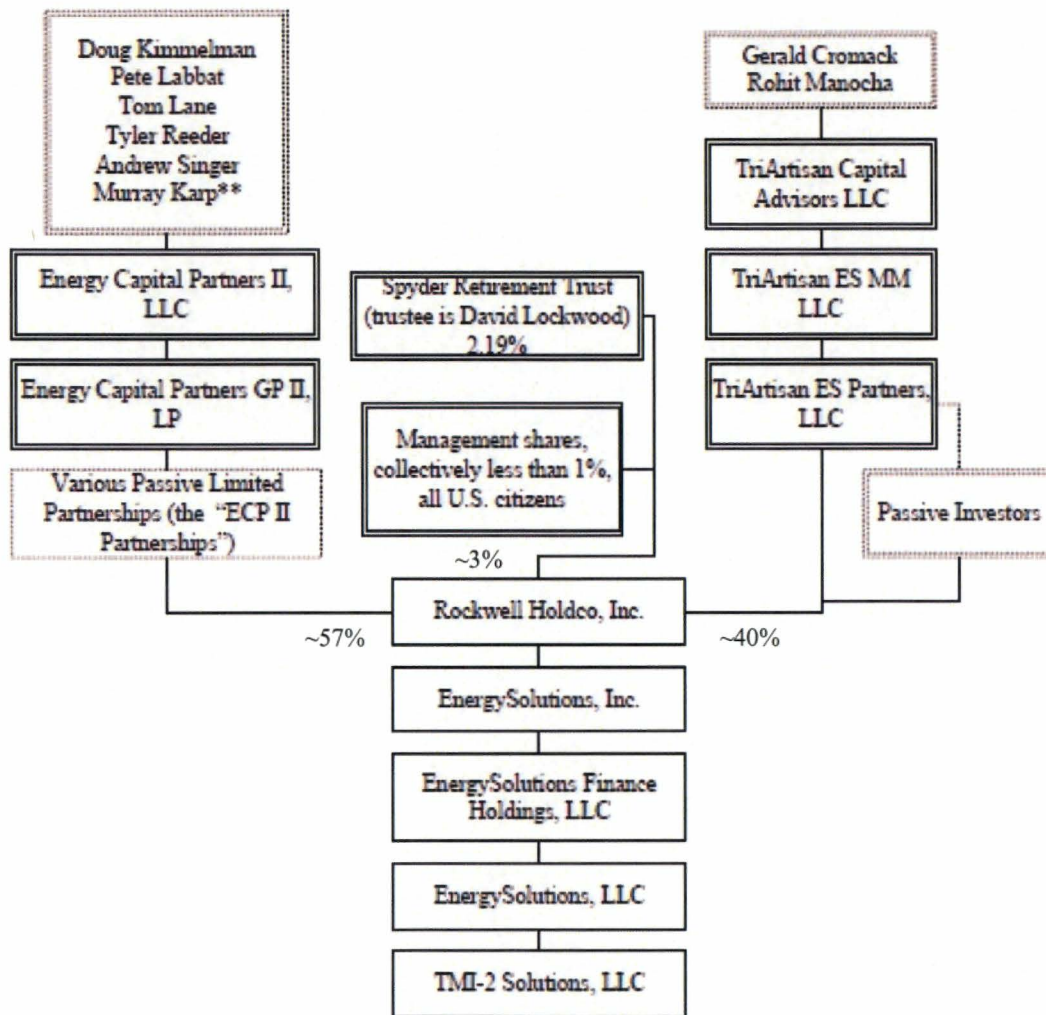 Doug Kimmelman
Pete Labbat
Tom Lane
Tyler Reeder
Andrew Singer
Murray Karp**
Energy Capital Partners II,
LLC
Energy Capital Partners GP II,
LP
Various Passive Limited
Partnerships (the “ECP II
Partnerships”)
~57%
Spyder Retirement Trust
(trustee is David Lockwood)
2.19%
Management shares,
collectively less than 1%,
all U.S. citizens
~3%
Gerald Cromack
Rohit Manocha
TriArtisan Capital
Advisors LLC
TriArtisan ES MM
LLC
TriArtisan ES Partners,
LLC
Passive Investors
~40%
Rockwell Holdco, Inc.
EnergySolutions, Inc.
EnergySolutions Finance
Holdings, LLC
EnergySolutions, LLC
TMI-2 Solutions, LLC